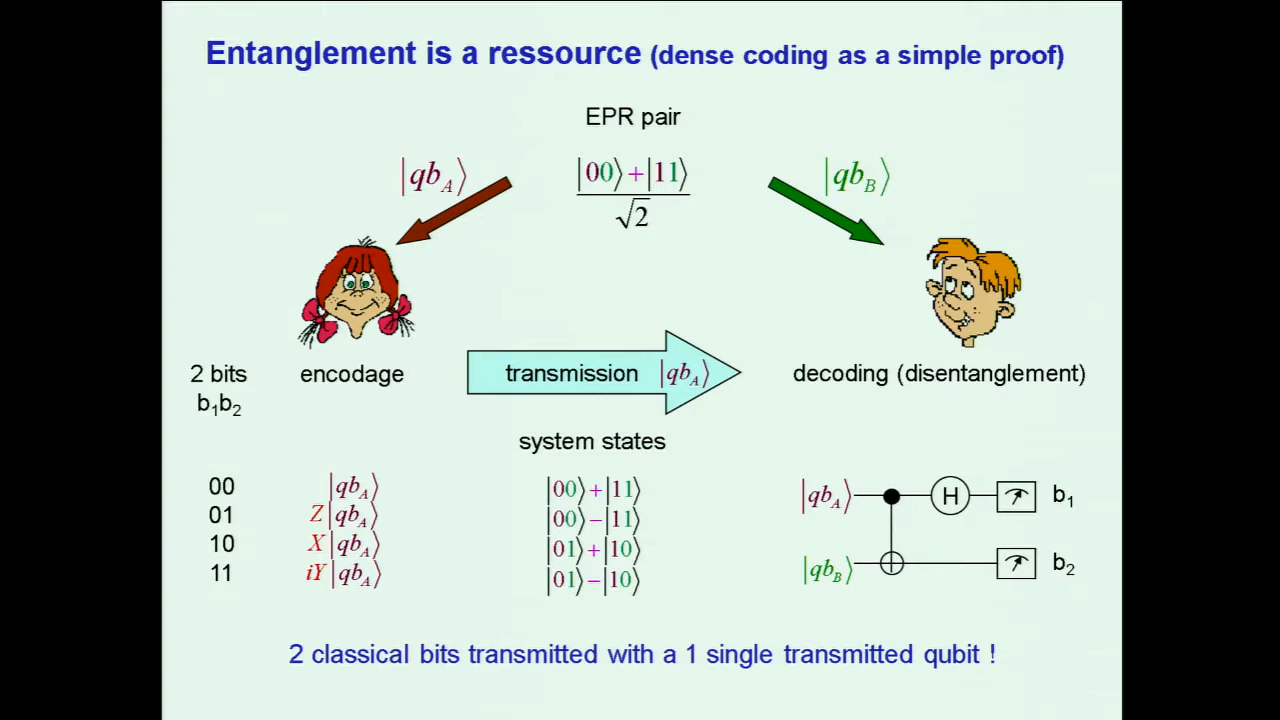 Entanglement is a ressource (dense coding as a simple proof)
EPR pair
|qb_A⟩
|00⟩+|11⟩
√2
|qb_B⟩
2 bits
b₁b₂
encodage
transmission |qb_A⟩
decoding (disentanglement)
system states
00 |qb_A⟩ |00⟩+|11⟩
01 Z|qb_A⟩ |00⟩−|11⟩
10 X|qb_A⟩ |01⟩+|10⟩
11 iY|qb_A⟩ |01⟩−|10⟩
|qb_A⟩ H b₁
|qb_B⟩ b₂
2 classical bits transmitted with a 1 single transmitted qubit !